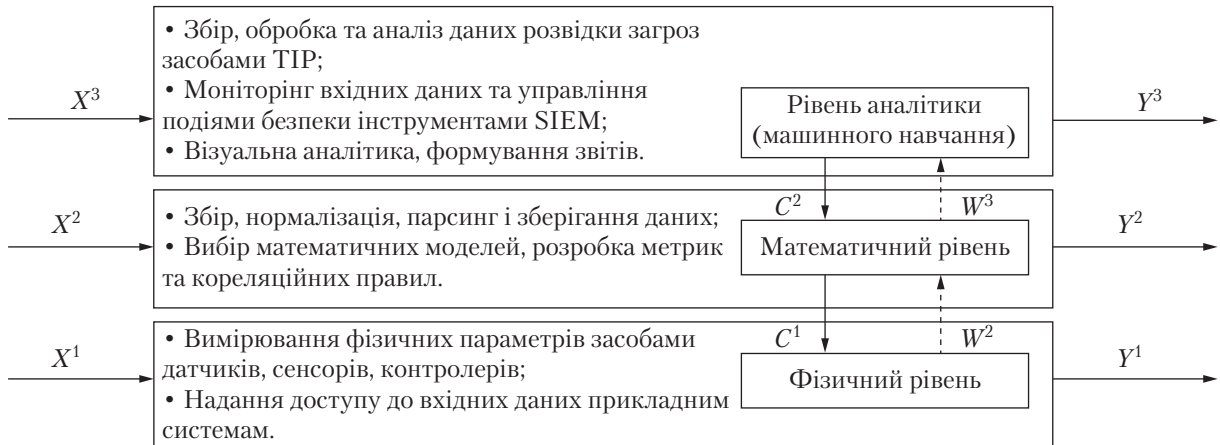 • Збір, обробка та аналіз даних розвідки загроз
засобами TIP;
• Моніторинг вхідних даних та управління
подіями безпеки інструментами SIEM;
• Візуальна аналітика, формування звітів.
X³
Рівень аналітики
(машинного навчання)
Y³
C²
W³
• Збір, нормалізація, парсинг і зберігання даних;
• Вибір математичних моделей, розробка метрик
та кореляційних правил.
X²
Математичний рівень
Y²
C¹
W²
• Вимірювання фізичних параметрів засобами
датчиків, сенсорів, контролерів;
• Надання доступу до вхідних даних прикладним
системам.
X¹
Фізичний рівень
Y¹